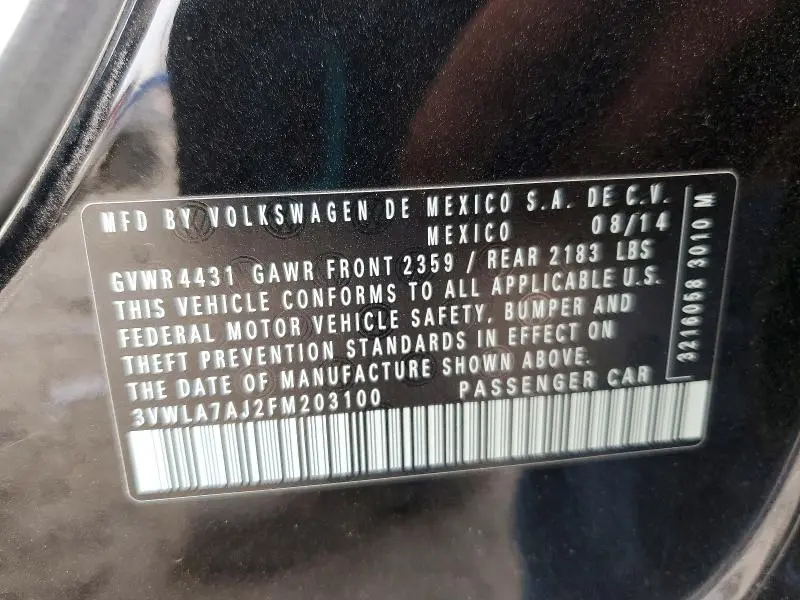 MFD BY VOLKSWAGEN DE MEXICO S.A. DE C.V.
MEXICO 08/14
GVWR 4431 GAWR FRONT 2359 / REAR 2183 LBS
THIS VEHICLE CONFORMS TO ALL APPLICABLE U.S.
FEDERAL MOTOR VEHICLE SAFETY, BUMPER AND
THEFT PREVENTION STANDARDS IN EFFECT ON
THE DATE OF MANUFACTURE SHOWN ABOVE.
3VWLA7AJ2FM203100 PASSENGER CAR
3216058 3010 M